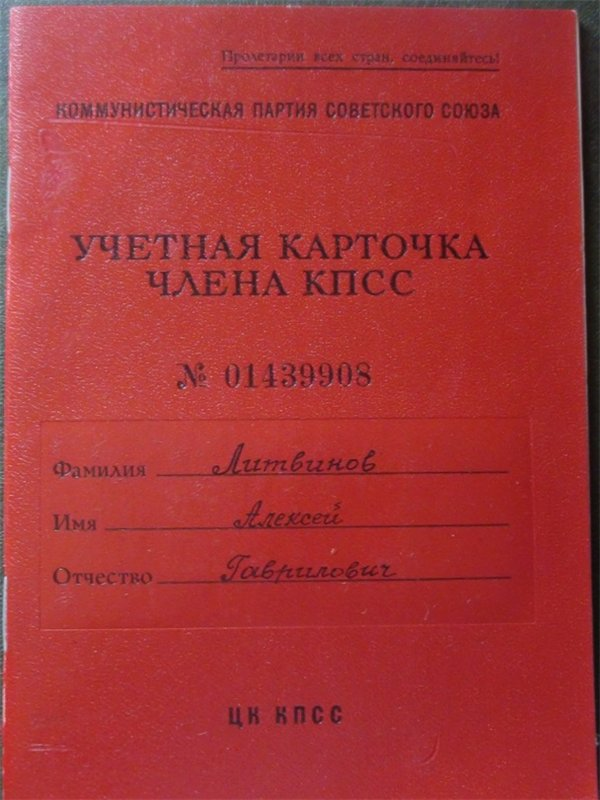 Пролетарии всех стран, соединяйтесь!
КОММУНИСТИЧЕСКАЯ ПАРТИЯ СОВЕТСКОГО СОЮЗА
УЧЕТНАЯ КАРТОЧКА
ЧЛЕНА КПСС
№ 01439908
Фамилия Литвинов
Имя Алексей
Отчество Гаврилович
ЦК КПСС